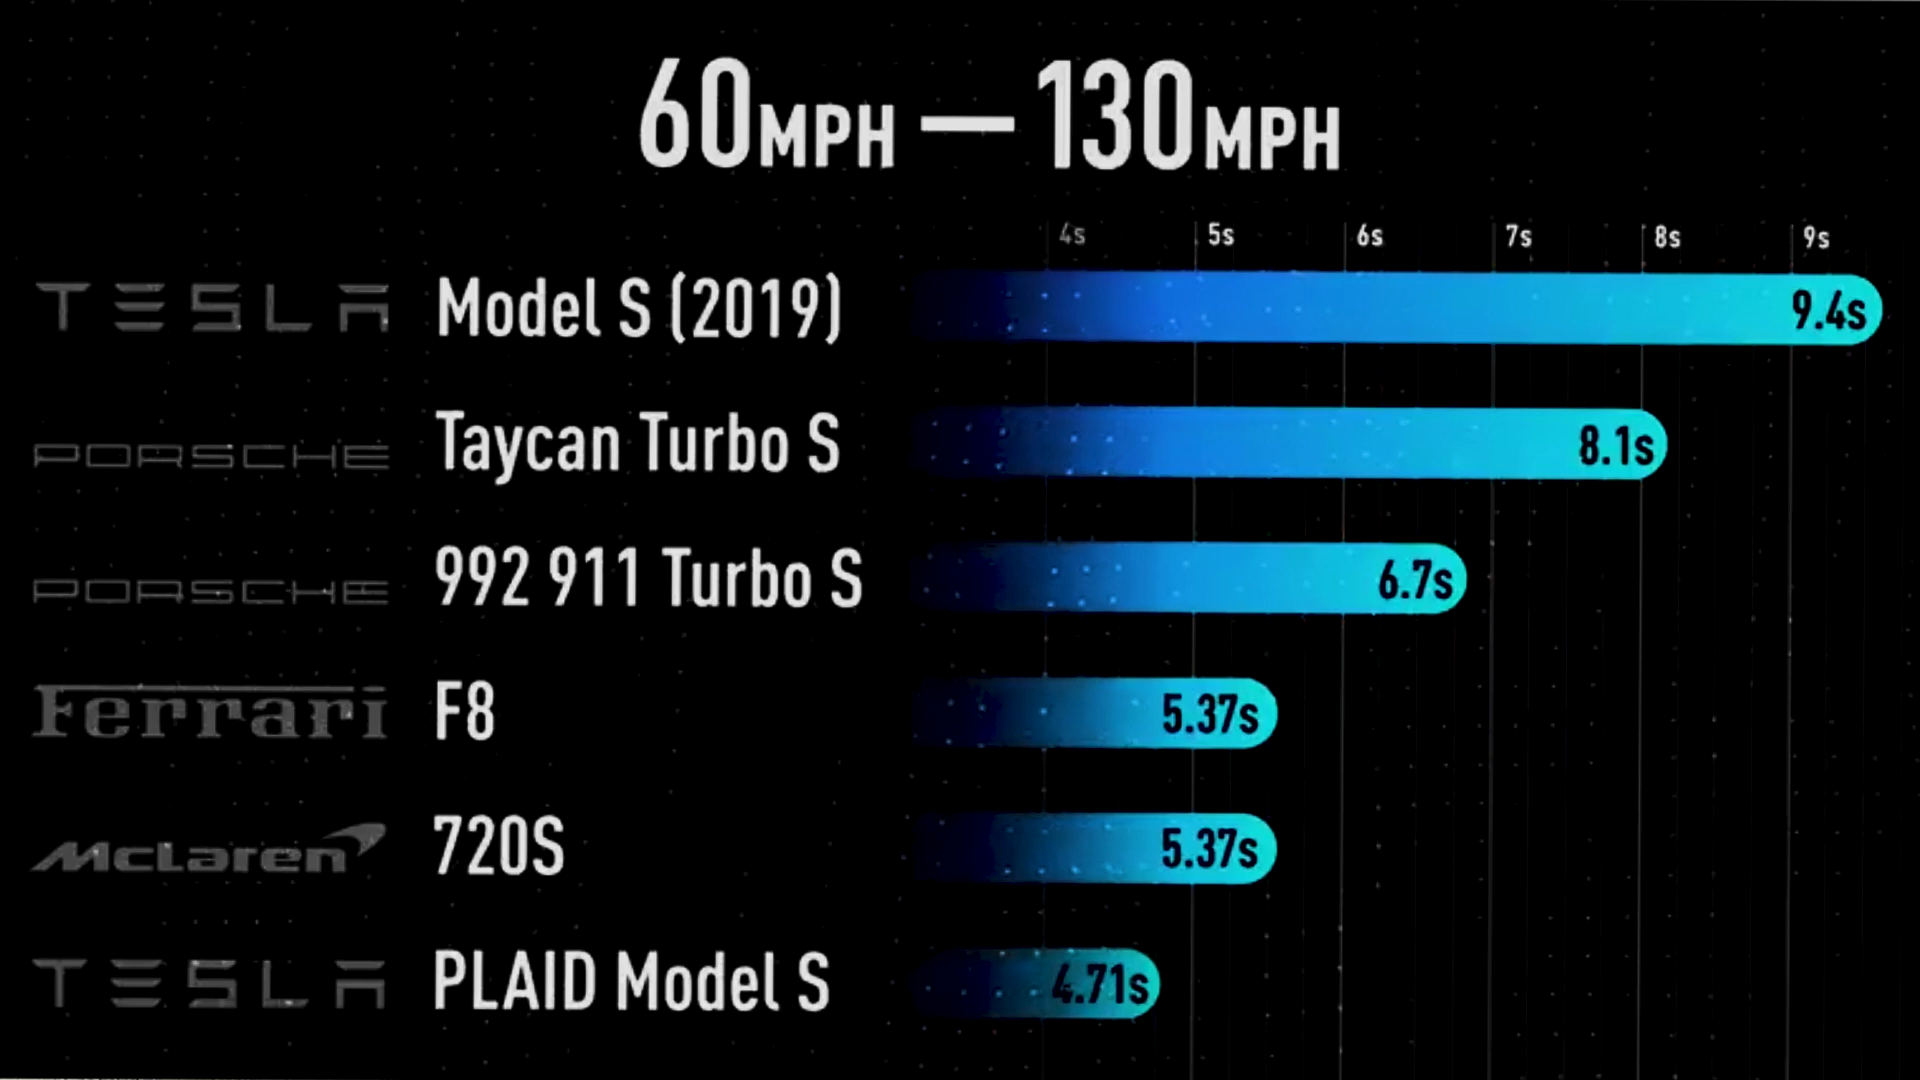 60MPH — 130MPH
4s 5s 6s 7s 8s 9s
TESLA Model S (2019) 9.4s
PORSCHE Taycan Turbo S 8.1s
PORSCHE 992 911 Turbo S 6.7s
Ferrari F8 5.37s
McLaren 720S 5.37s
TESLA PLAID Model S 4.71s